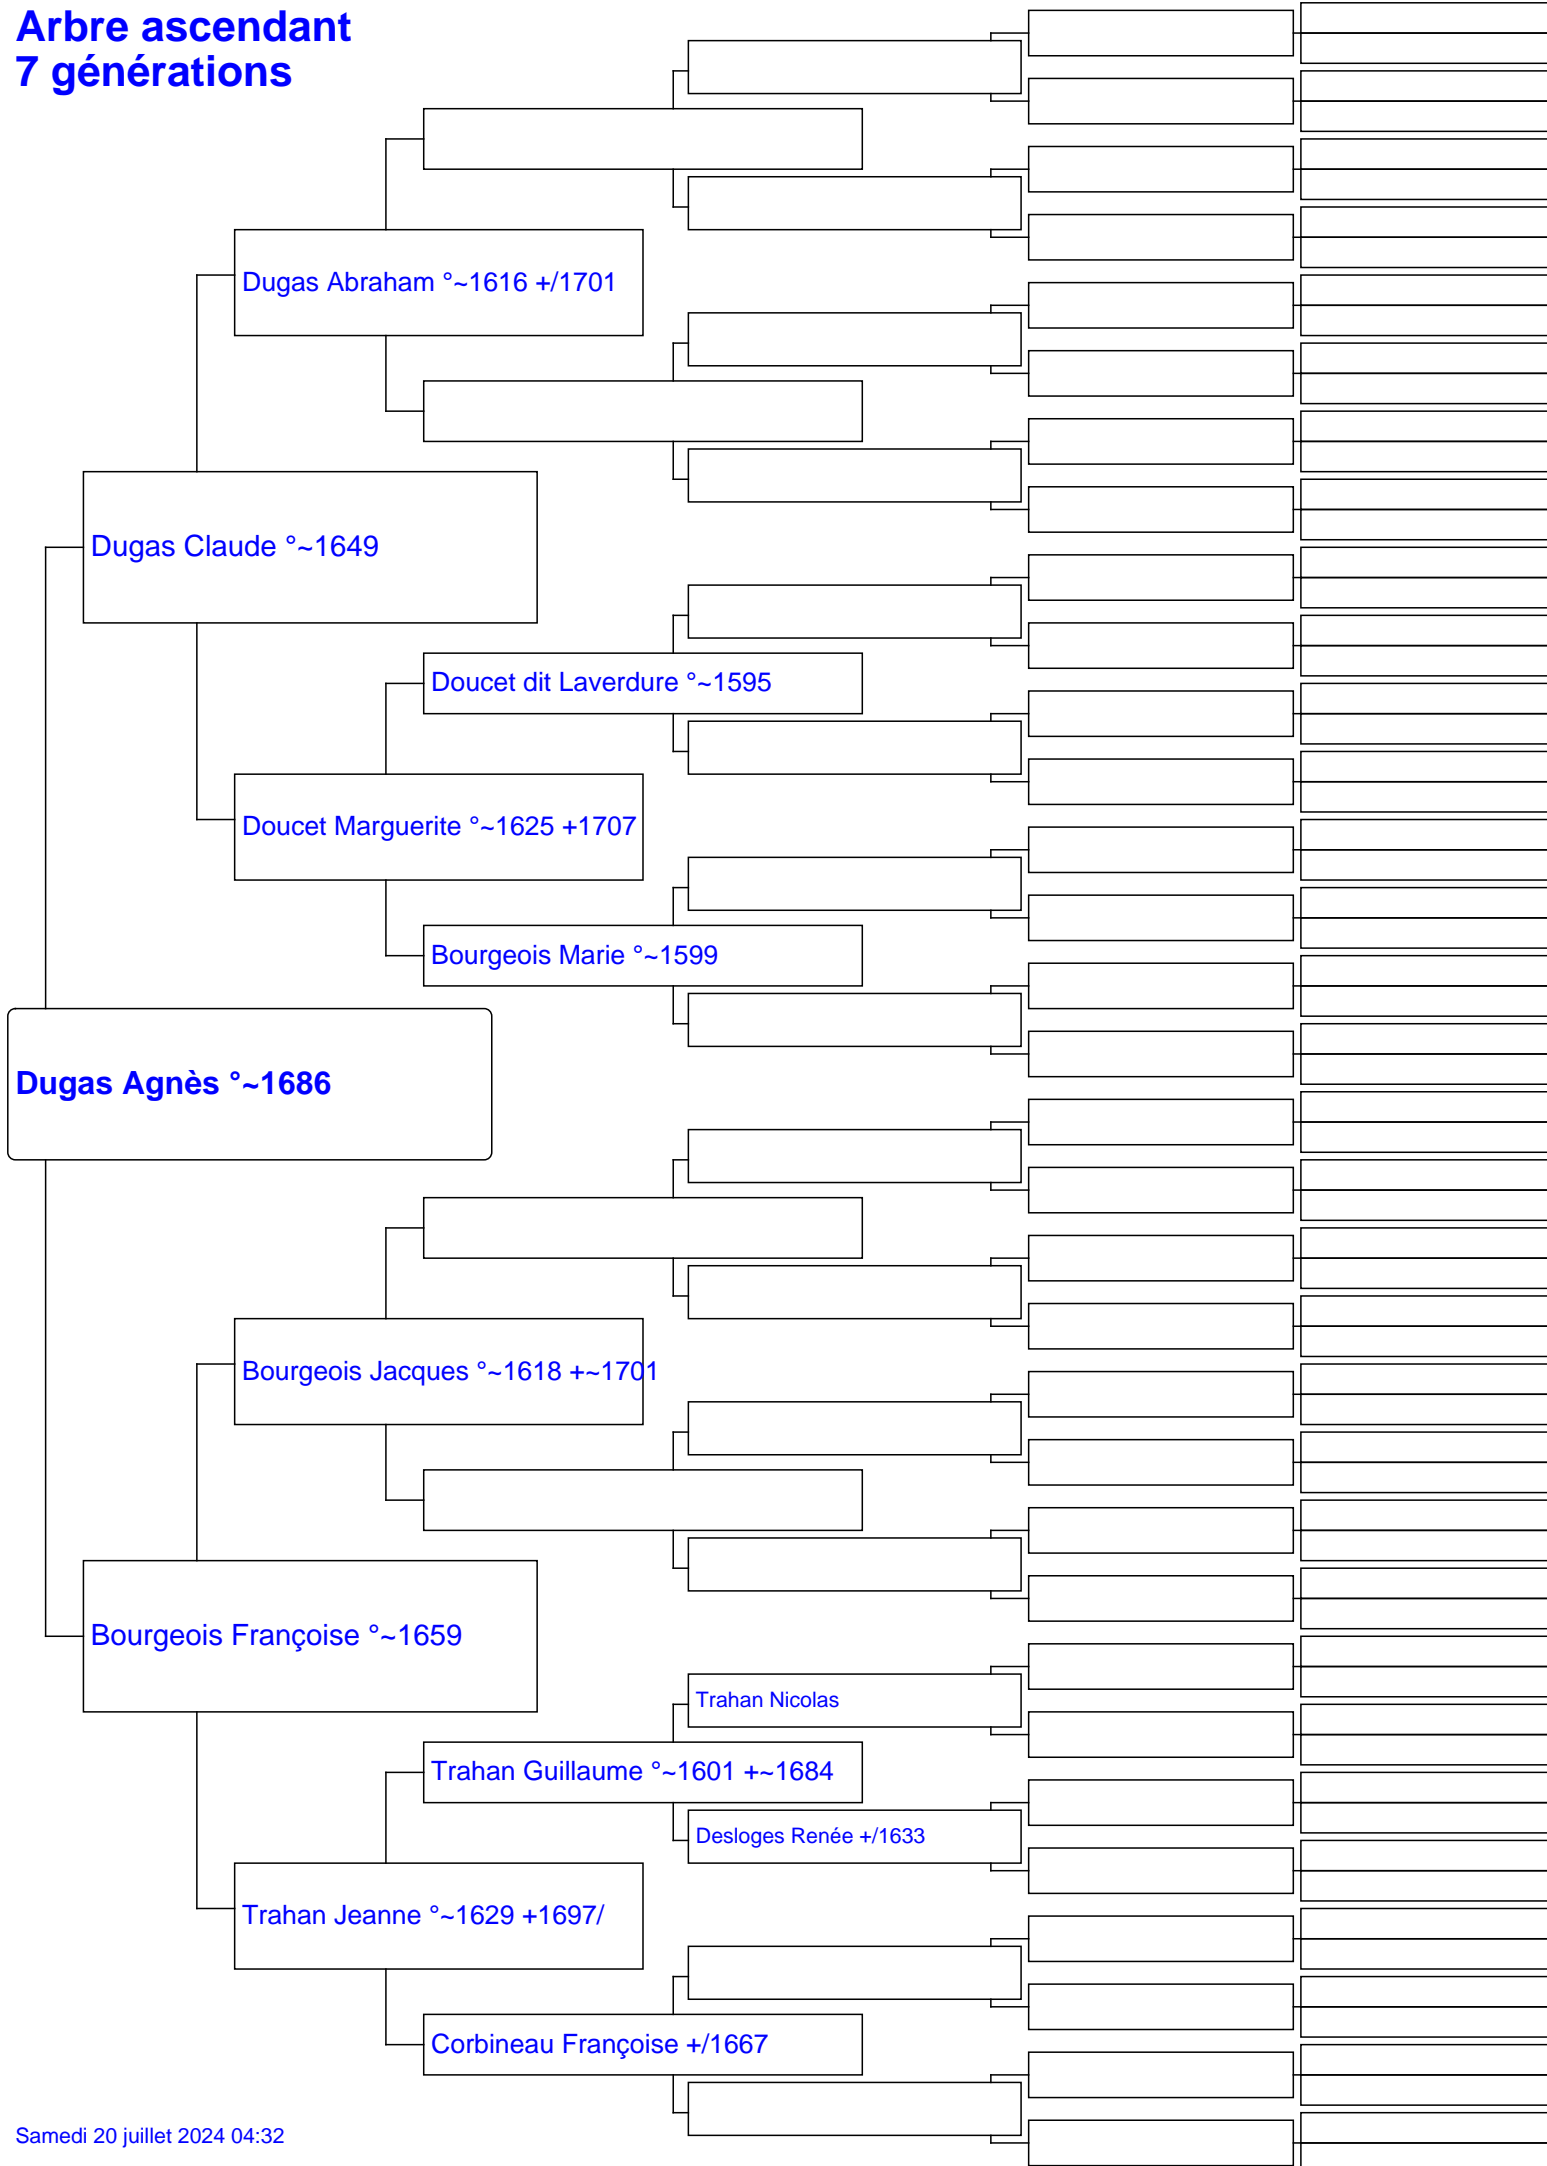 Arbre ascendant
7 générations
Dugas Abraham °~1616 +/1701
Dugas Claude °~1649
Doucet dit Laverdure °~1595
Doucet Marguerite °~1625 +1707
Bourgeois Marie °~1599
Dugas Agnès °~1686
Bourgeois Jacques °~1618 +~1701
Bourgeois Françoise °~1659
Trahan Nicolas
Trahan Guillaume °~1601 +~1684
Desloges Renée +/1633
Trahan Jeanne °~1629 +1697/
Corbineau Françoise +/1667
Samedi 20 juillet 2024 04:32